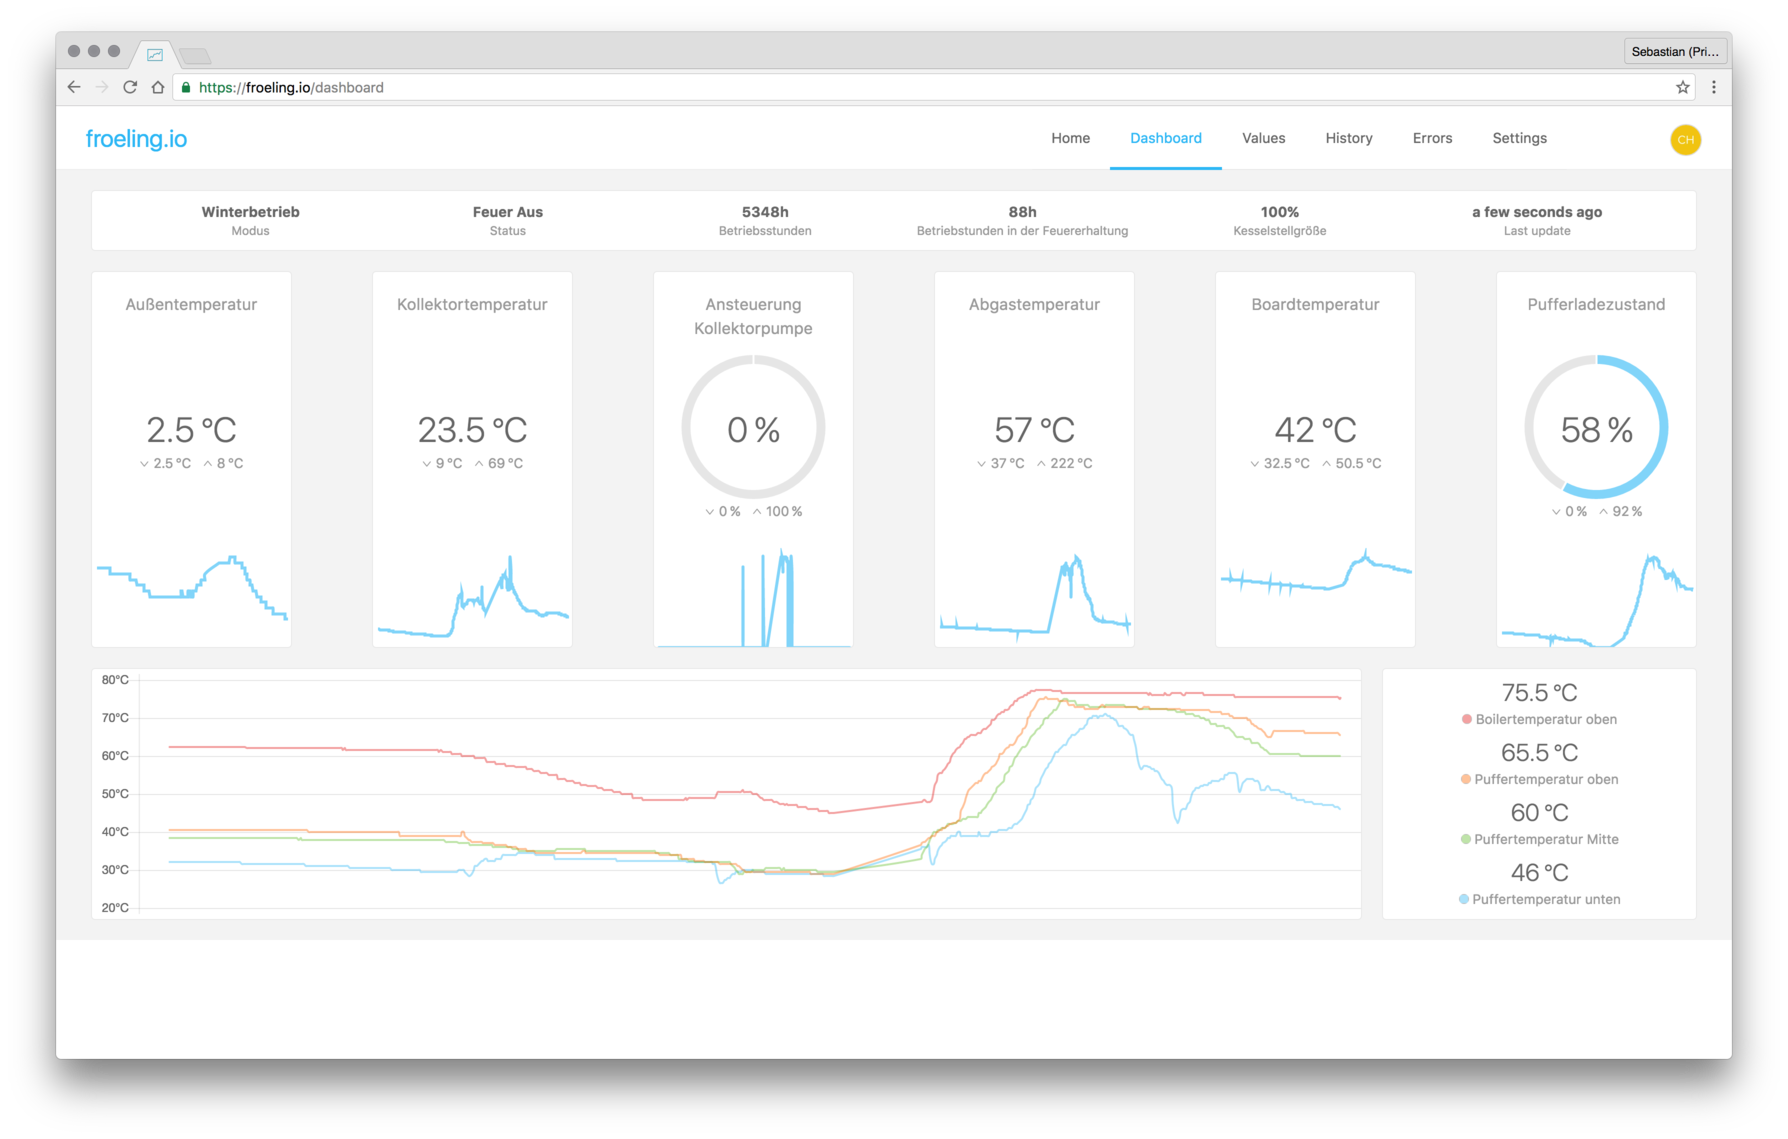 Sebastian (Pri...
https://froeling.io/dashboard
froeling.io
Home
Dashboard
Values
History
Errors
Settings
CH
Winterbetrieb
Modus
Feuer Aus
Status
5348h
Betriebsstunden
88h
Betriebstunden in der Feuererhaltung
100%
Kesselstellgröße
a few seconds ago
Last update
Außentemperatur
2.5 °C
2.5 °C 8 °C
Kollektortemperatur
23.5 °C
9 °C 69 °C
Ansteuerung
Kollektorpumpe
0 %
0 % 100 %
Abgastemperatur
57 °C
37 °C 222 °C
Boardtemperatur
42 °C
32.5 °C 50.5 °C
Pufferladezustand
58 %
0 % 92 %
80°C
70°C
60°C
50°C
40°C
30°C
20°C
75.5 °C
Boilertemperatur oben
65.5 °C
Puffertemperatur oben
60 °C
Puffertemperatur Mitte
46 °C
Puffertemperatur unten